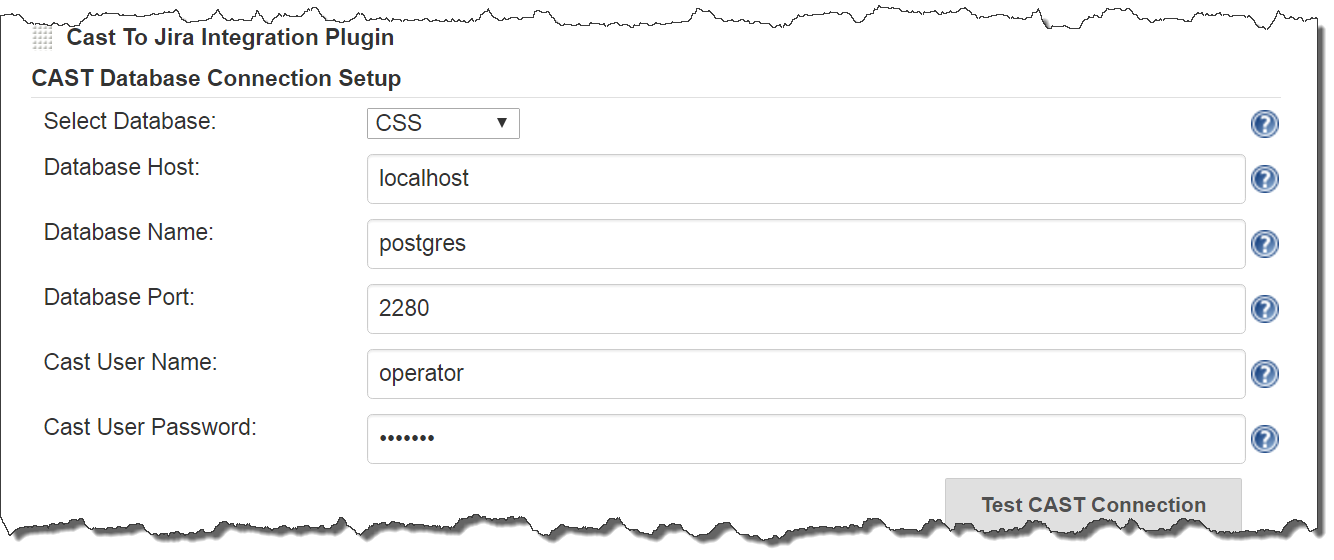 Cast To Jira Integration Plugin
CAST Database Connection Setup
Select Database: CSS
Database Host: localhost
Database Name: postgres
Database Port: 2280
Cast User Name: operator
Cast User Password: •••••••
Test CAST Connection